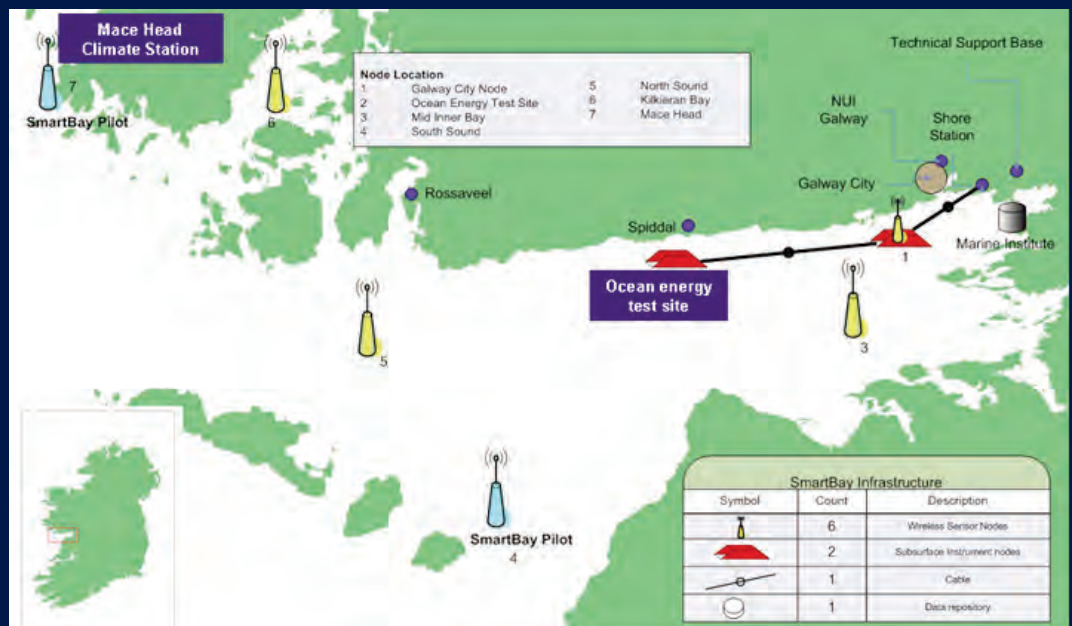 Mace Head
Climate Station
7
SmartBay Pilot
6
Node Location
1 Galway City Node
2 Ocean Energy Test Site
3 Mid Inner Bay
4 South Sound
5 North Sound
6 Kilkieran Bay
7 Mace Head
Technical Support Base
NUI
Galway
Shore
Station
Galway City
Rossaveel
Spiddal
Marine Institute
1
Ocean energy
test site
3
5
SmartBay Pilot
4
SmartBay Infrastructure
Symbol Count Description
6 Wireless Sensor Nodes
2 Subsurface Instrument nodes
1 Cable
1 Data repository